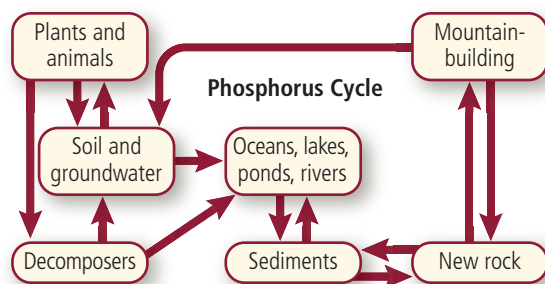 Plants and
animals
Mountain-
building
Phosphorus Cycle
Soil and
groundwater
Oceans, lakes,
ponds, rivers
Decomposers
Sediments
New rock